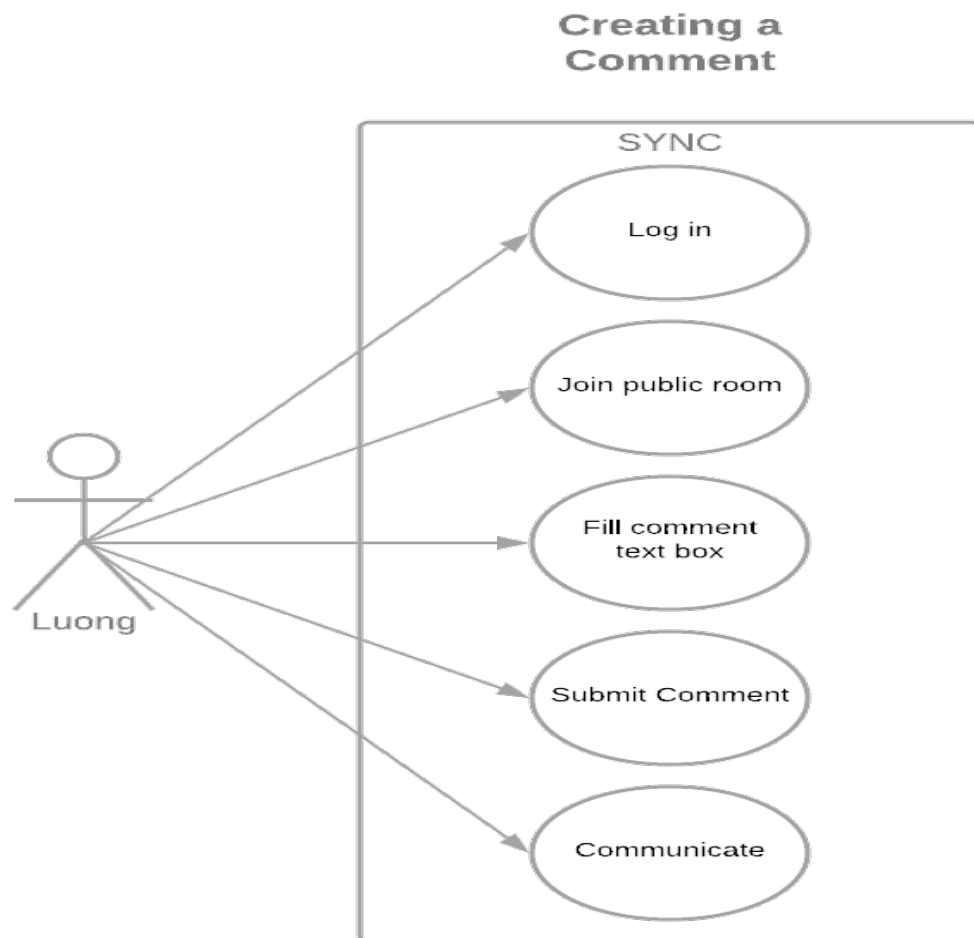 Creating a
Comment
SYNC
Log in
Join public room
Fill comment
text box
Luong
Submit Comment
Communicate